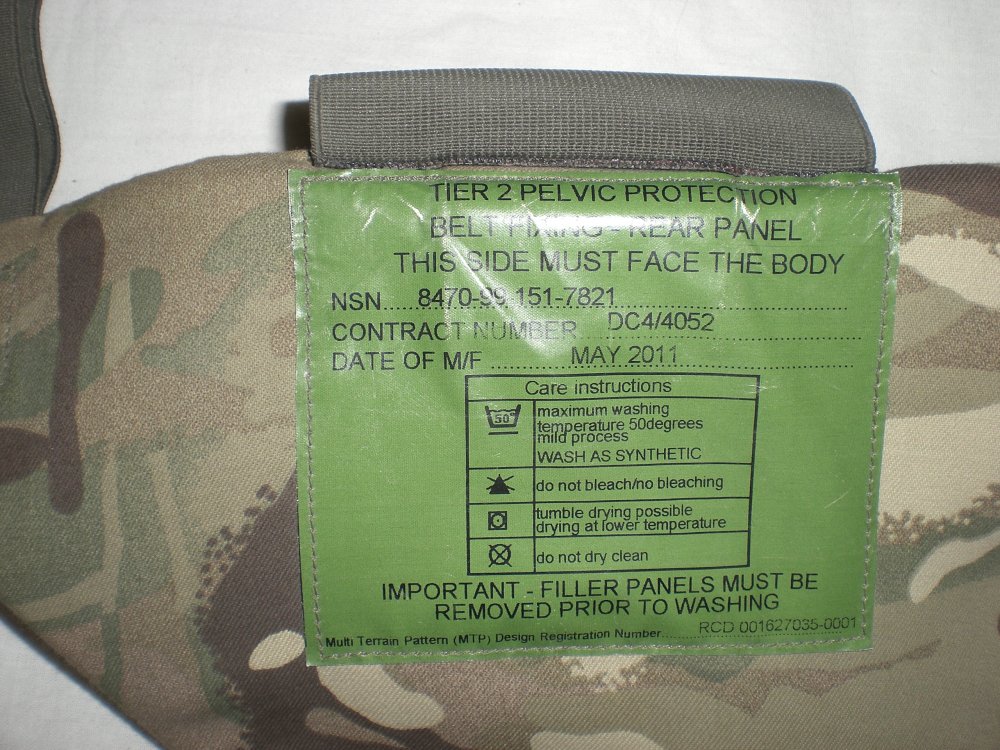 TIER 2 PELVIC PROTECTION
BELT FIXING - REAR PANEL
THIS SIDE MUST FACE THE BODY
NSN....8470-99 151-7821
CONTRACT NUMBER DC4/4052
DATE OF M/F MAY 2011
Care instructions
50°
maximum washing
temperature 50degrees
mild process
WASH AS SYNTHETIC
do not bleach/no bleaching
tumble drying possible
drying at lower temperature
do not dry clean
IMPORTANT - FILLER PANELS MUST BE
REMOVED PRIOR TO WASHING
Multi Terrain Pattern (MTP) Design Registration Number RCD 001627035-0001